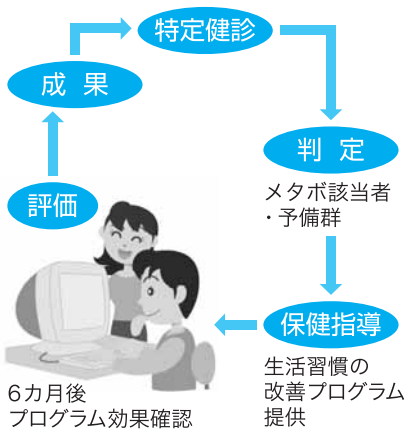 特定健診
判定
メタボ該当者
・予備群
保健指導
生活習慣の
改善プログラム
提供
6カ月後
プログラム効果確認
評価
成果